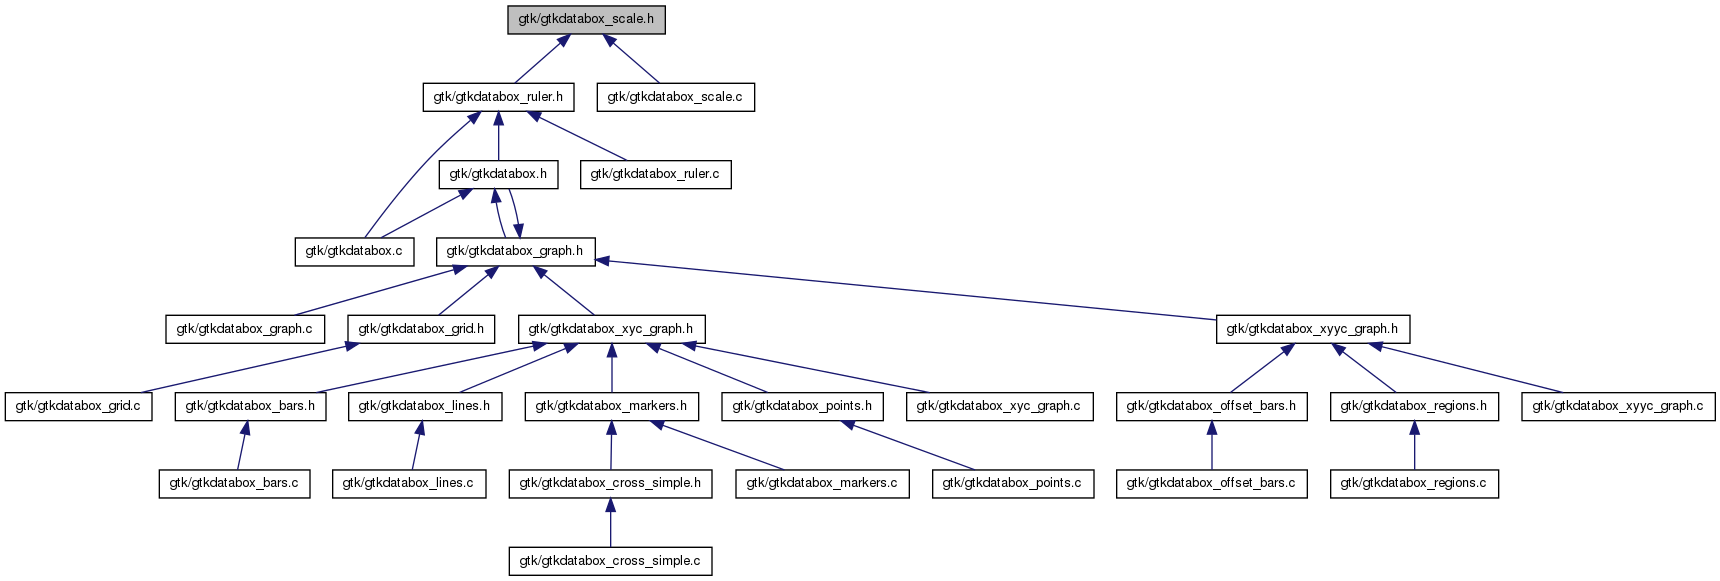 gtk/gtkdatabox_scale.h
gtk/gtkdatabox_ruler.h
gtk/gtkdatabox_scale.c
gtk/gtkdatabox.h
gtk/gtkdatabox_ruler.c
gtk/gtkdatabox.c
gtk/gtkdatabox_graph.h
gtk/gtkdatabox_graph.c
gtk/gtkdatabox_grid.h
gtk/gtkdatabox_xyc_graph.h
gtk/gtkdatabox_xyyc_graph.h
gtk/gtkdatabox_grid.c
gtk/gtkdatabox_bars.h
gtk/gtkdatabox_lines.h
gtk/gtkdatabox_markers.h
gtk/gtkdatabox_points.h
gtk/gtkdatabox_xyc_graph.c
gtk/gtkdatabox_offset_bars.h
gtk/gtkdatabox_regions.h
gtk/gtkdatabox_xyyc_graph.c
gtk/gtkdatabox_bars.c
gtk/gtkdatabox_lines.c
gtk/gtkdatabox_cross_simple.h
gtk/gtkdatabox_markers.c
gtk/gtkdatabox_points.c
gtk/gtkdatabox_offset_bars.c
gtk/gtkdatabox_regions.c
gtk/gtkdatabox_cross_simple.c